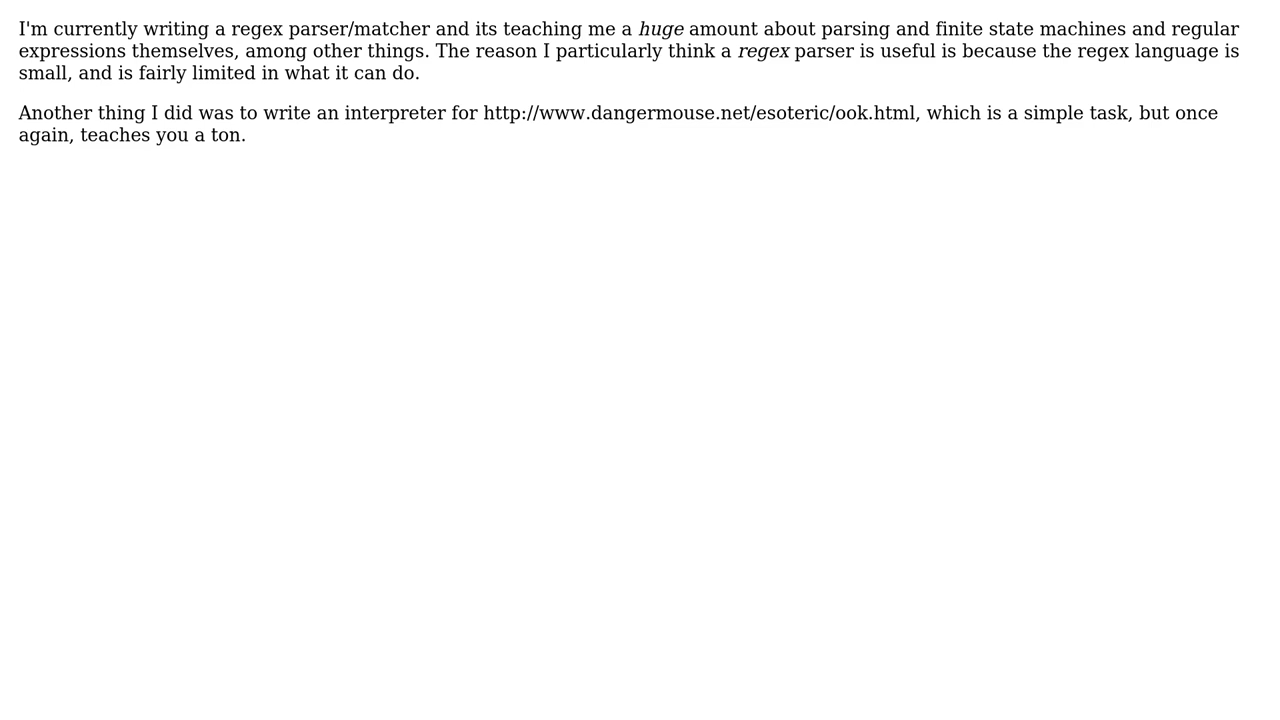 I'm currently writing a regex parser/matcher and its teaching me a huge amount about parsing and finite state machines and regular
expressions themselves, among other things. The reason I particularly think a regex parser is useful is because the regex language is
small, and is fairly limited in what it can do.
Another thing I did was to write an interpreter for http://www.dangermouse.net/esoteric/ook.html, which is a simple task, but once
again, teaches you a ton.